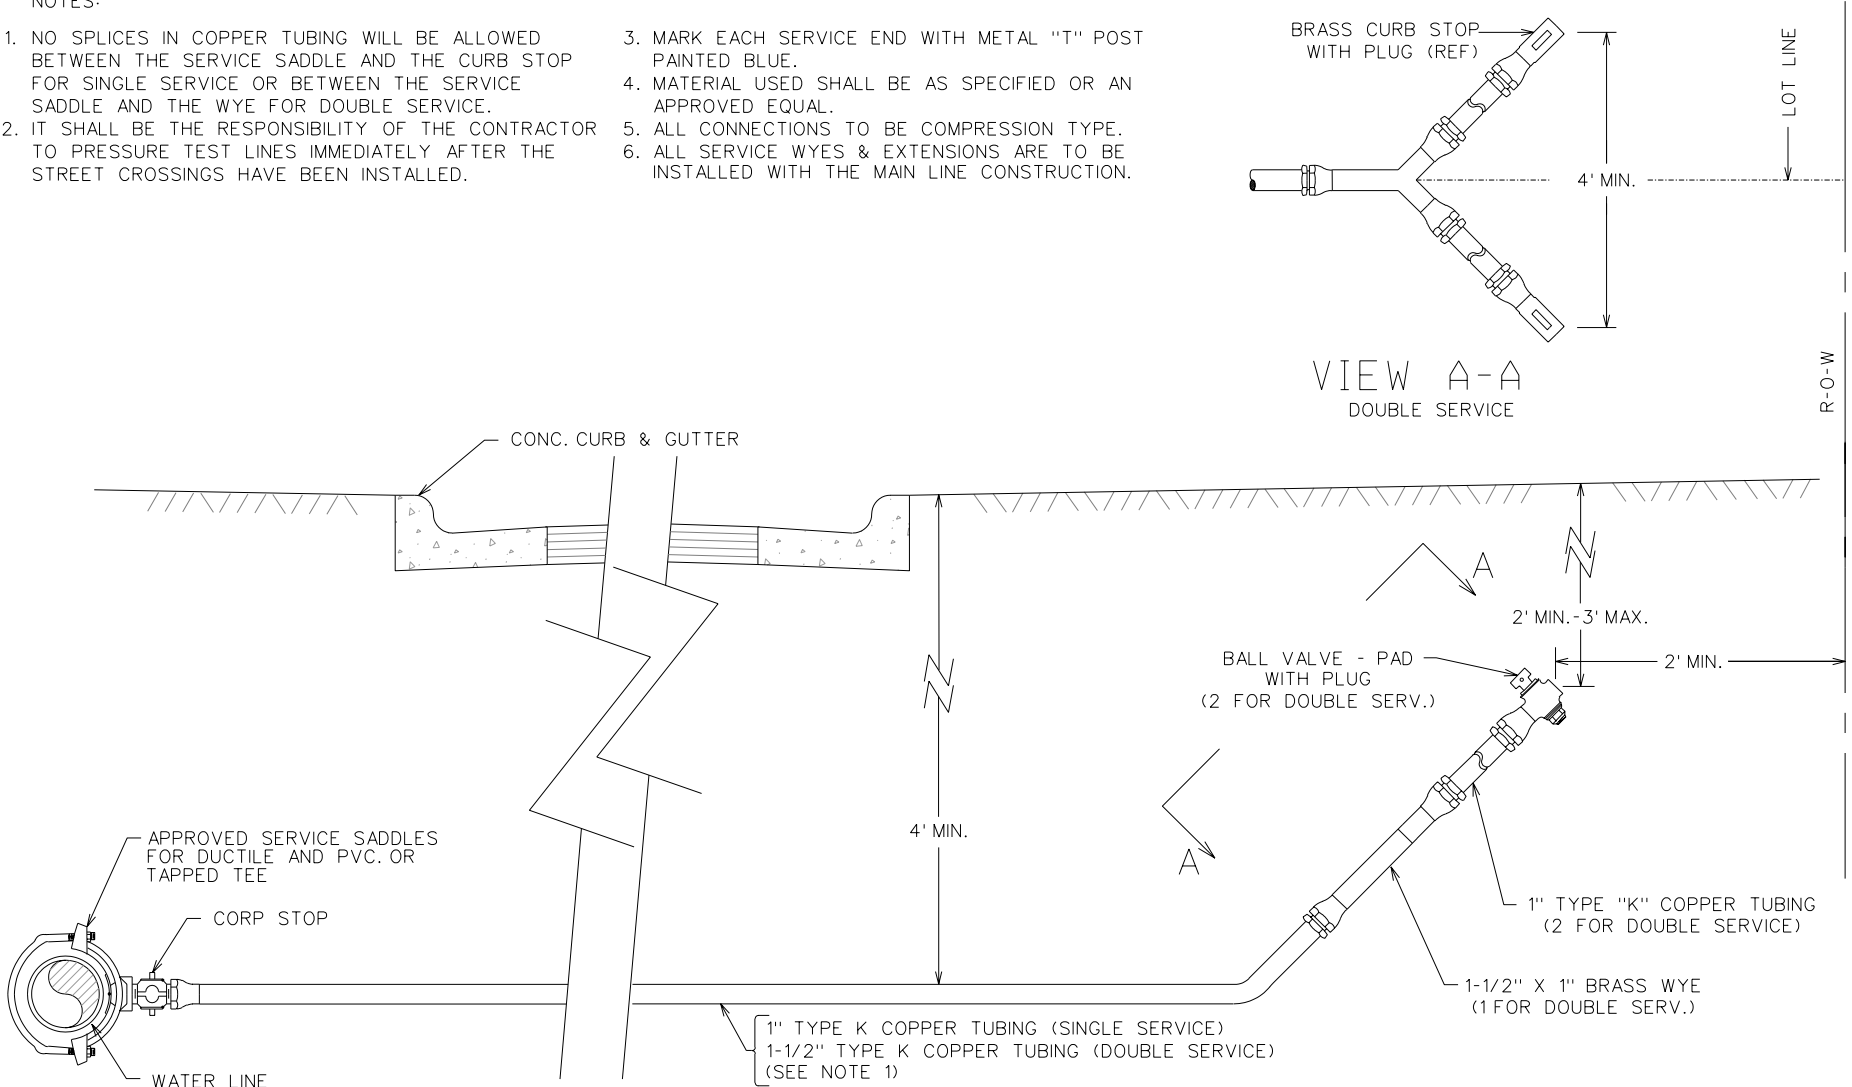 NOTES:
1. NO SPLICES IN COPPER TUBING WILL BE ALLOWED
BETWEEN THE SERVICE SADDLE AND THE CURB STOP
FOR SINGLE SERVICE OR BETWEEN THE SERVICE
SADDLE AND THE WYE FOR DOUBLE SERVICE.
2. IT SHALL BE THE RESPONSIBILITY OF THE CONTRACTOR
TO PRESSURE TEST LINES IMMEDIATELY AFTER THE
STREET CROSSINGS HAVE BEEN INSTALLED.
3. MARK EACH SERVICE END WITH METAL "T" POST
PAINTED BLUE.
4. MATERIAL USED SHALL BE AS SPECIFIED OR AN
APPROVED EQUAL.
5. ALL CONNECTIONS TO BE COMPRESSION TYPE.
6. ALL SERVICE WYES & EXTENSIONS ARE TO BE
INSTALLED WITH THE MAIN LINE CONSTRUCTION.
BRASS CURB STOP
WITH PLUG (REF)
LOT LINE
4' MIN.
VIEW A-A
DOUBLE SERVICE
R-O-W
CONC. CURB & GUTTER
A
2' MIN.-3' MAX.
BALL VALVE - PAD
WITH PLUG
(2 FOR DOUBLE SERV.)
2' MIN.
4' MIN.
A
APPROVED SERVICE SADDLES
FOR DUCTILE AND PVC. OR
TAPPED TEE
CORP STOP
1" TYPE "K" COPPER TUBING
(2 FOR DOUBLE SERVICE)
1-1/2" X 1" BRASS WYE
(1 FOR DOUBLE SERV.)
1" TYPE K COPPER TUBING (SINGLE SERVICE)
1-1/2" TYPE K COPPER TUBING (DOUBLE SERVICE)
(SEE NOTE 1)
WATER LINE